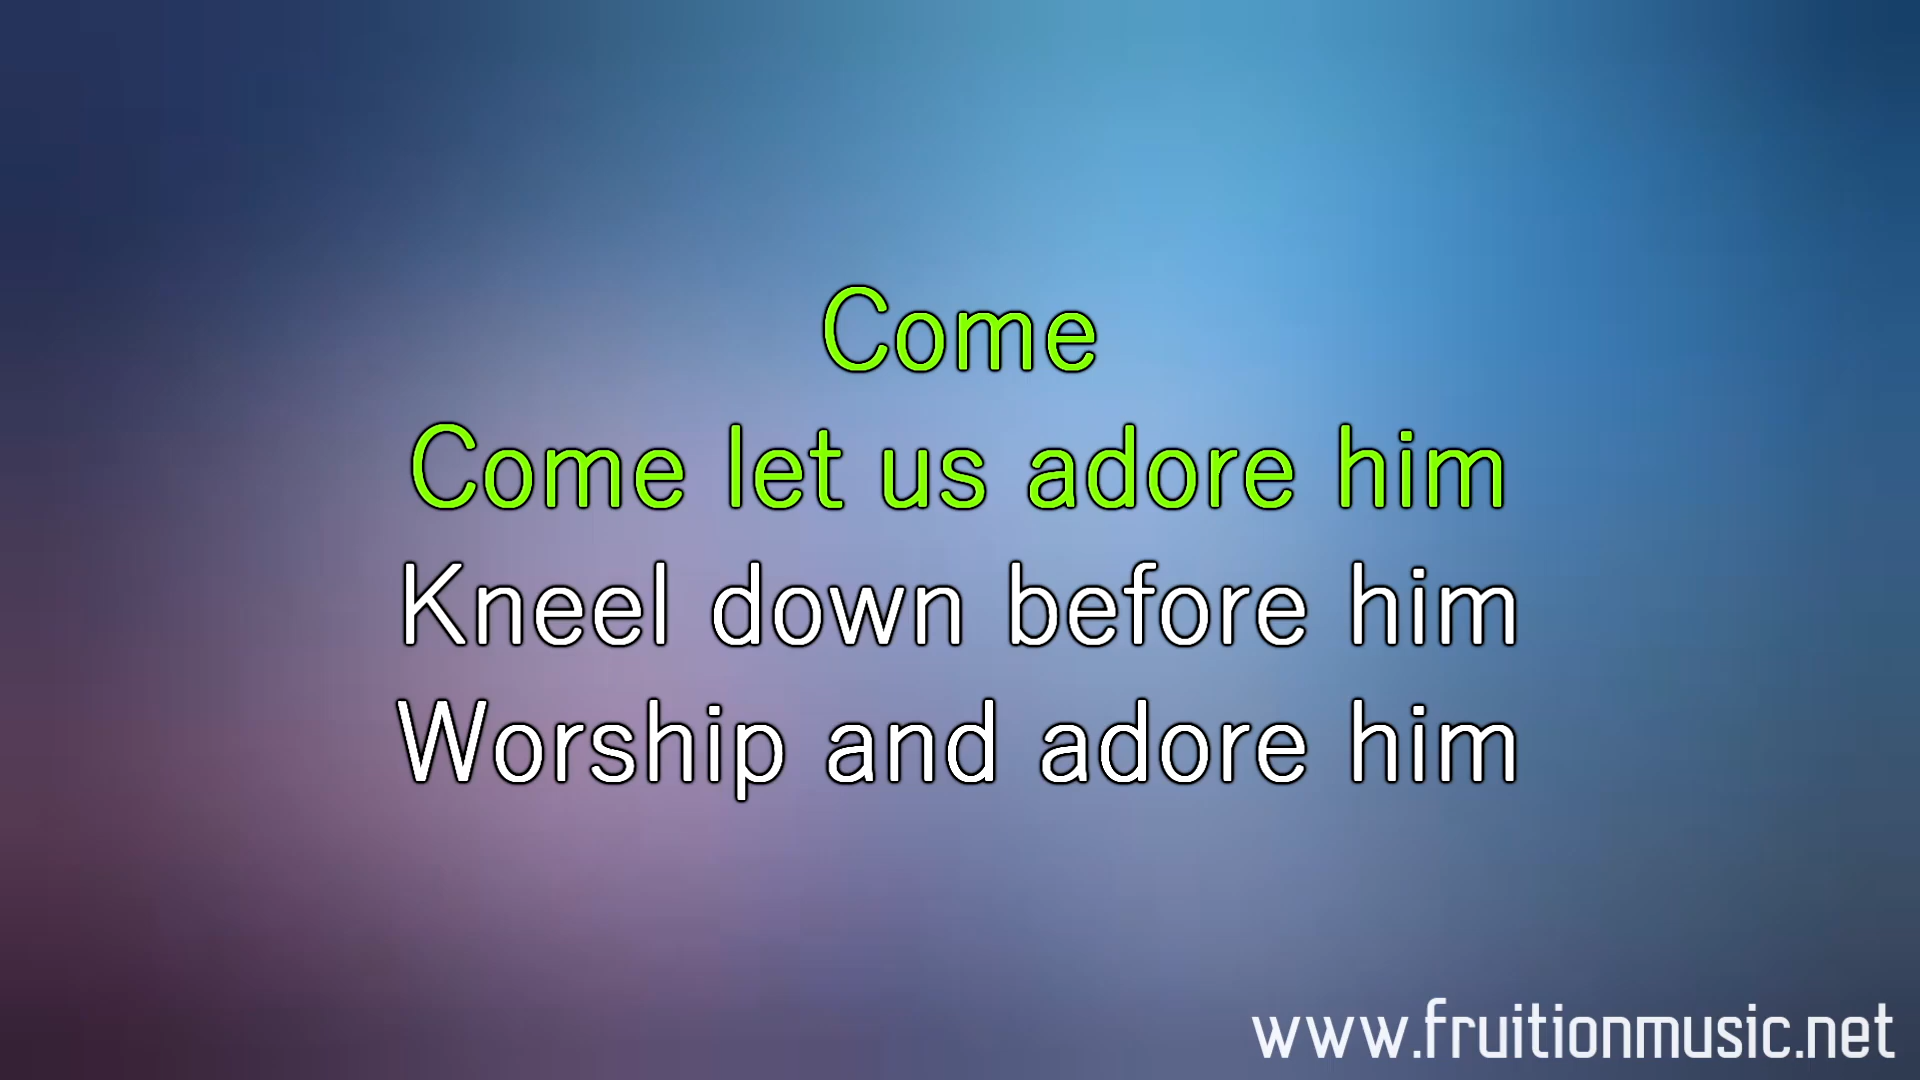 Come
Come let us adore him
Kneel down before him
Worship and adore him
www.fruitionmusic.net